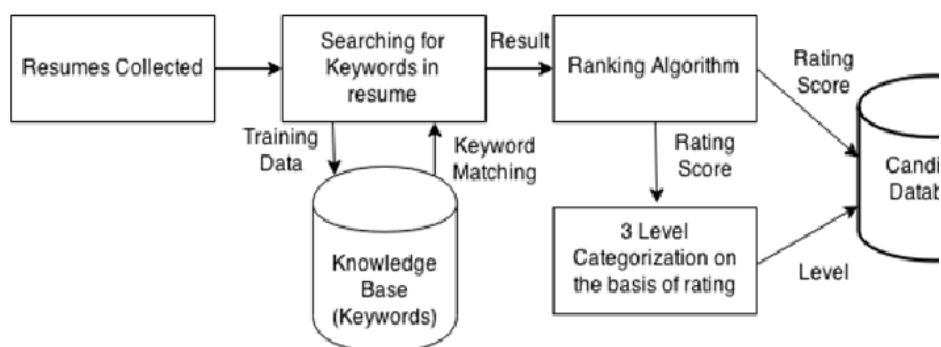 Resumes Collected
Searching for
Keywords in
resume
Result
Ranking Algorithm
Rating
Score
Training
Data
Keyword
Matching
Rating
Score
Knowledge
Base
(Keywords)
3 Level
Categorization on
the basis of rating
Level